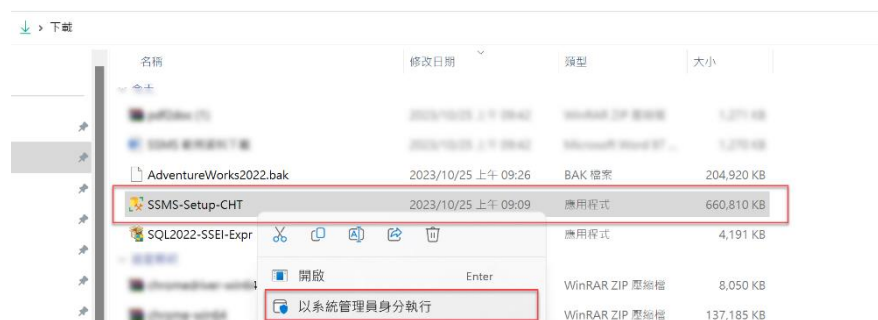 下載
名稱 修改日期 類型 大小
今天
AdventureWorks2022.bak 2023/10/25 上午 09:26 BAK 檔案 204,920 KB
SSMS-Setup-CHT 2023/10/25 上午 09:09 應用程式 660,810 KB
SQL2022-SSEI-Expr 應用程式 4,191 KB
開啟 Enter
WinRAR ZIP 壓縮檔 8,050 KB
以系統管理員身分執行
WinRAR ZIP 壓縮檔 137,185 KB